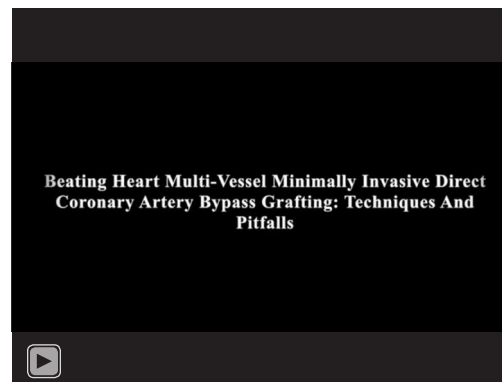 Beating Heart Multi-Vessel Minimally Invasive Direct
Coronary Artery Bypass Grafting: Techniques And
Pitfalls